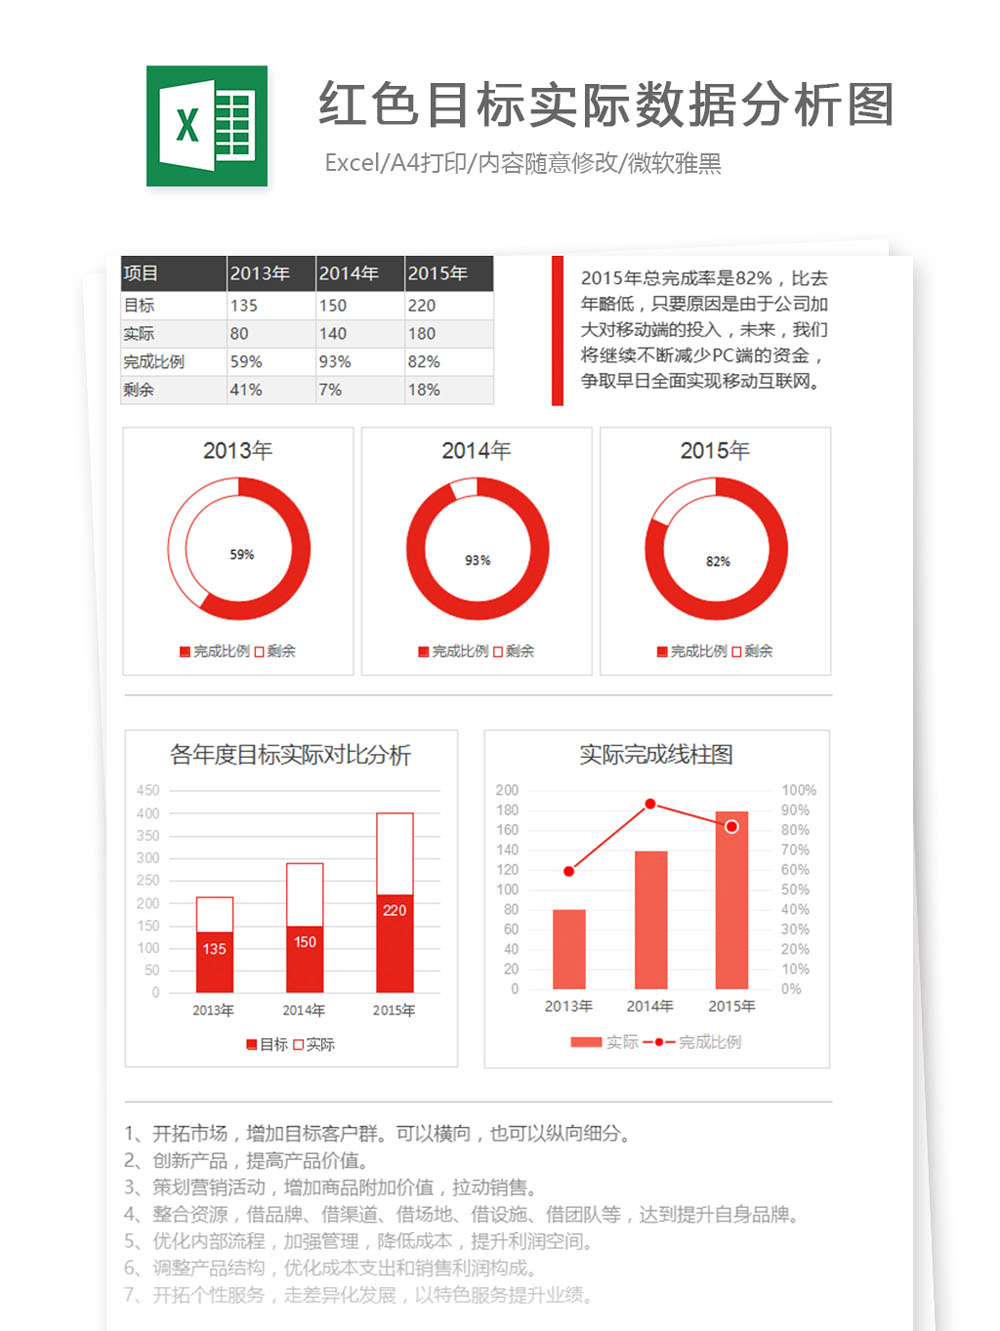 X
红色目标实际数据分析图
Excel/A4打印/内容随意修改/微软雅黑
项目 2013年 2014年 2015年
目标 135 150 220
实际 80 140 180
完成比例 59% 93% 82%
剩余 41% 7% 18%
2015年总完成率是82%，比去
年略低，只要原因是由于公司加
大对移动端的投入，未来，我们
将继续不断减少PC端的资金，
争取早日全面实现移动互联网。
2013年
59%
完成比例 剩余
2014年
93%
完成比例 剩余
2015年
82%
完成比例 剩余
各年度目标实际对比分析
450
400
350
300
250
200
150
100
50
0
135
150
220
2013年 2014年 2015年
目标 实际
实际完成线柱图
200 100%
180 90%
160 80%
140 70%
120 60%
100 50%
80 40%
60 30%
40 20%
20 10%
0 0%
2013年 2014年 2015年
实际 完成比例
1、开拓市场，增加目标客户群。可以横向，也可以纵向细分。
2、创新产品，提高产品价值。
3、策划营销活动，增加商品附加价值，拉动销售。
4、整合资源，借品牌、借渠道、借场地、借设施、借团队等，达到提升自身品牌。
5、优化内部流程，加强管理，降低成本，提升利润空间。
6、调整产品结构，优化成本支出和销售利润构成。
7、开拓个性服务，走差异化发展，以特色服务提升业绩。